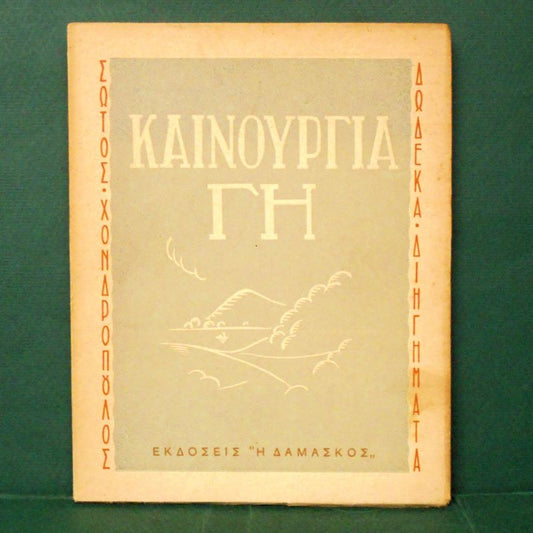 ΣΩΤΟΣ · ΧΟΝΔΡΟΠΟΥΛΟΣ
ΚΑΙΝΟΥΡΓΙΑ
ΓΗ
ΔΩΔΕΚΑ · ΔΙΗΓΗΜΑΤΑ
ΕΚΔΟΣΕΙΣ "Η ΔΑΜΑΣΚΟΣ„